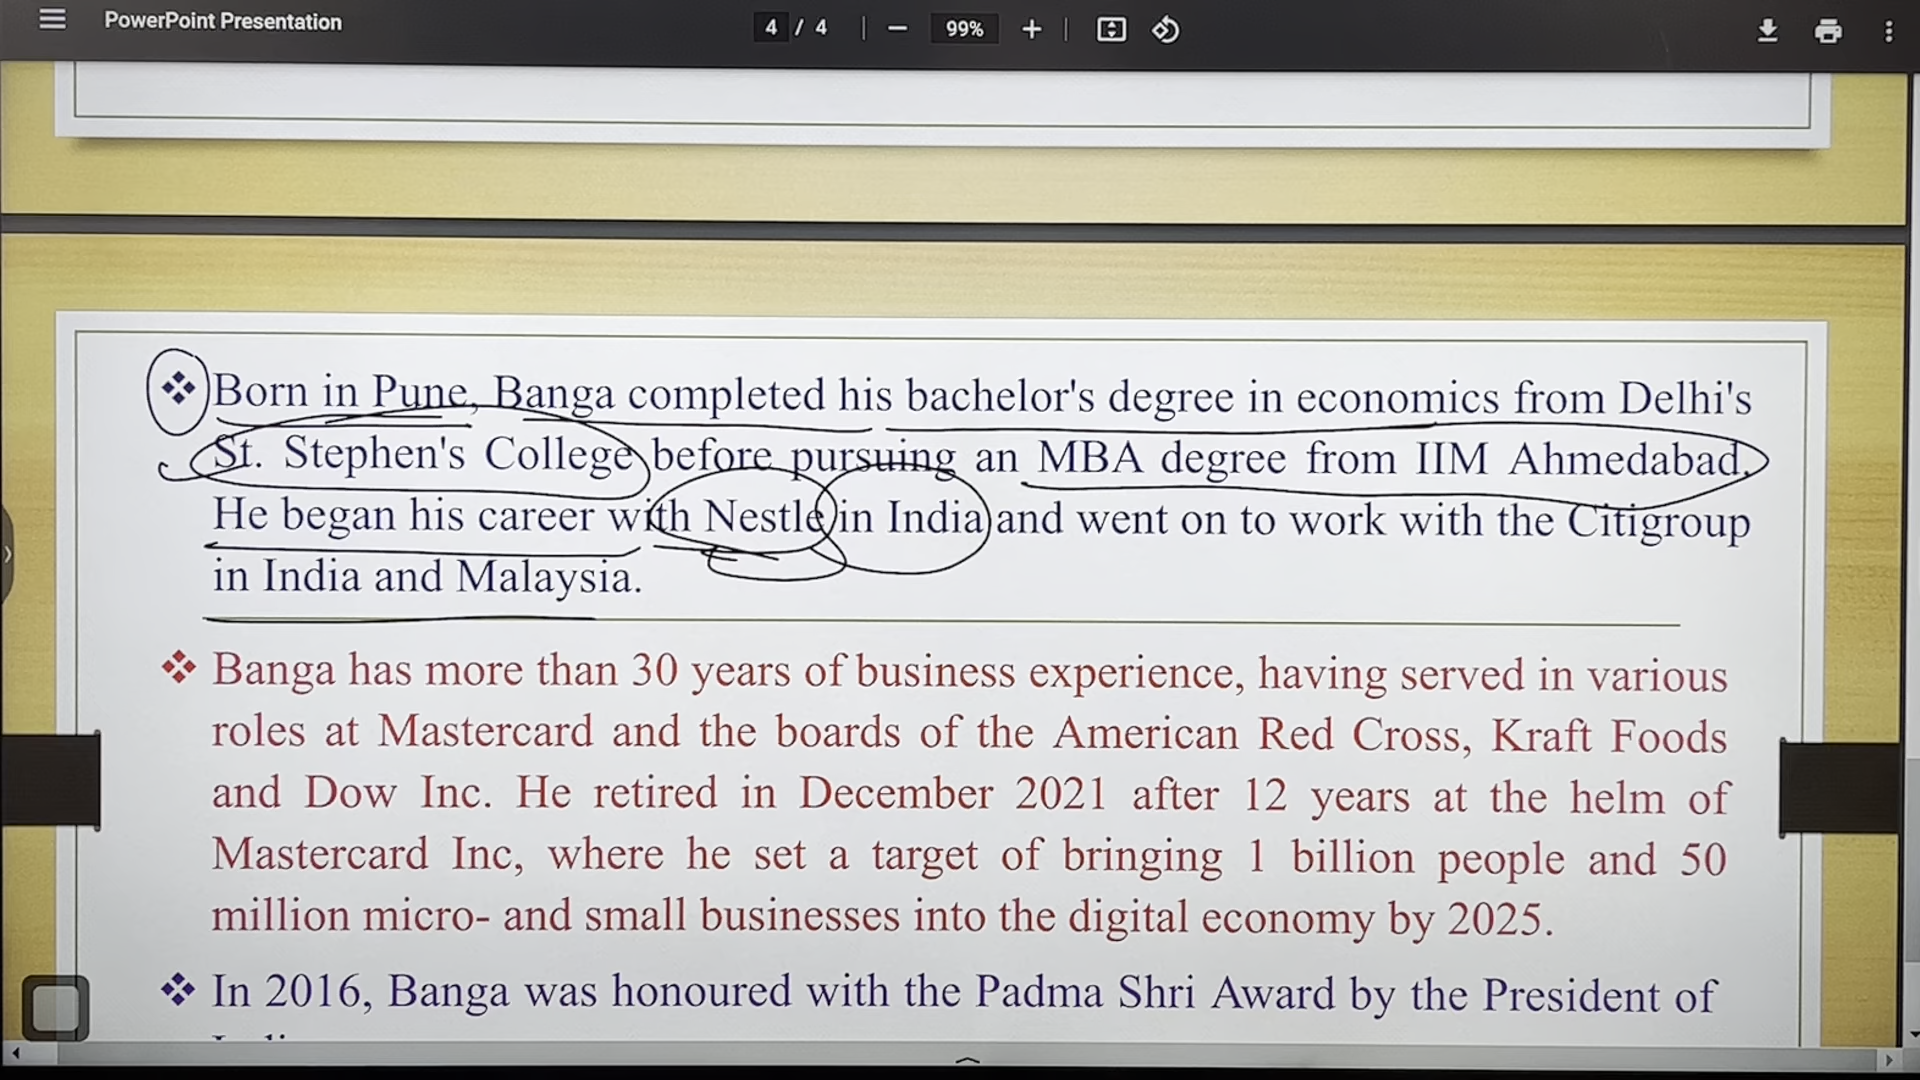 PowerPoint Presentation
4 / 4
99%
Born in Pune, Banga completed his bachelor's degree in economics from Delhi's
St. Stephen's College before pursuing an MBA degree from IIM Ahmedabad.
He began his career with Nestle in India and went on to work with the Citigroup
in India and Malaysia.
Banga has more than 30 years of business experience, having served in various
roles at Mastercard and the boards of the American Red Cross, Kraft Foods
and Dow Inc. He retired in December 2021 after 12 years at the helm of
Mastercard Inc, where he set a target of bringing 1 billion people and 50
million micro- and small businesses into the digital economy by 2025.
In 2016, Banga was honoured with the Padma Shri Award by the President of